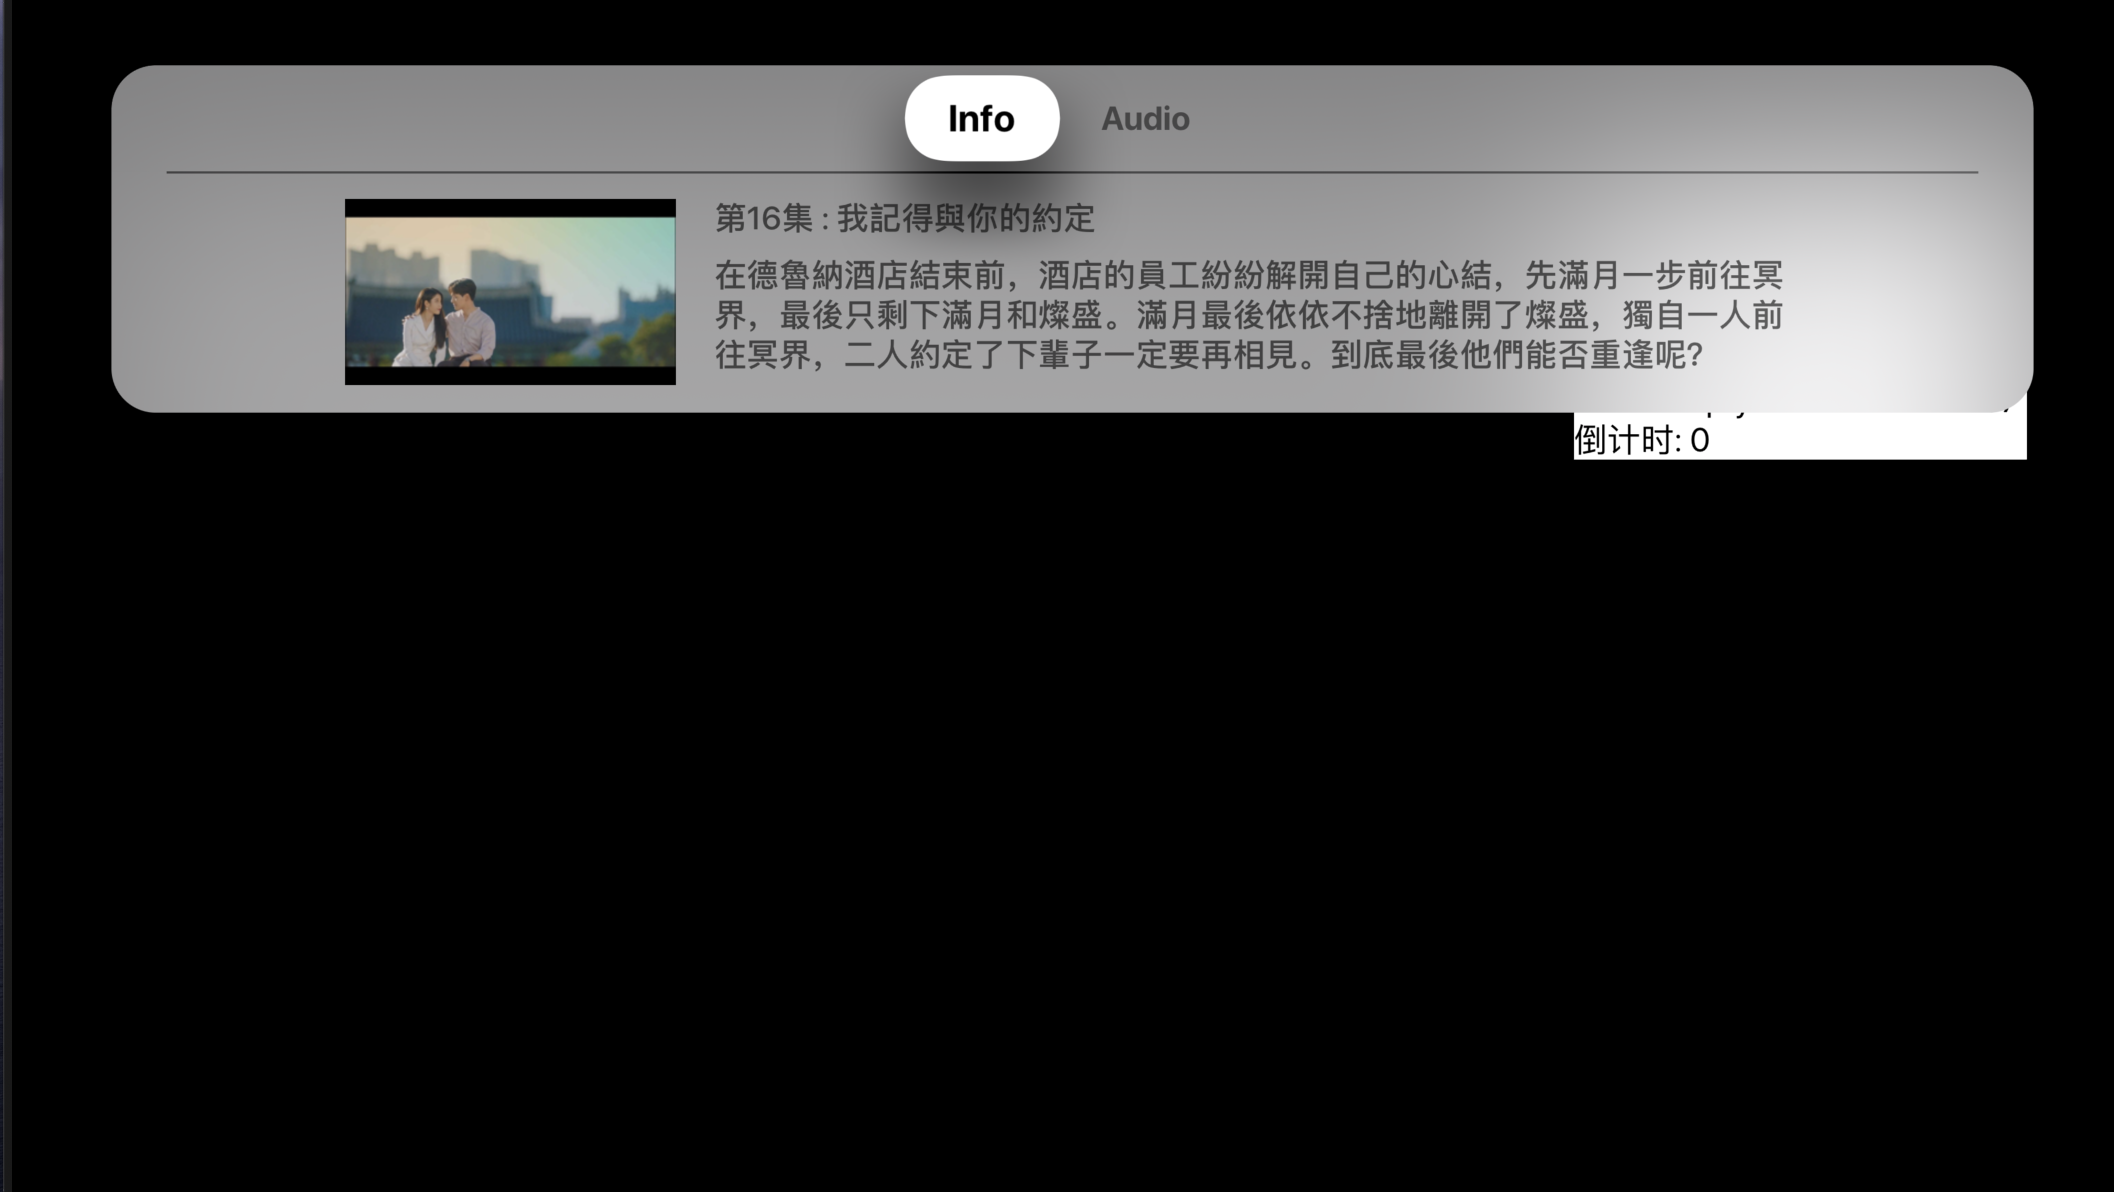 Info
Audio
第16集 : 我記得與你的約定
在德魯納酒店結束前，酒店的員工紛紛解開自己的心結，先滿月一步前往冥
界，最後只剩下滿月和燦盛。滿月最後依依不捨地離開了燦盛，獨自一人前
往冥界，二人約定了下輩子一定要再相見。到底最後他們能否重逢呢?
倒计时: 0